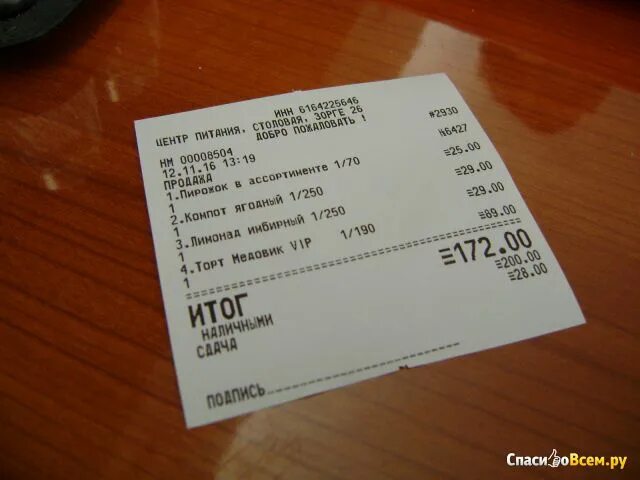 ИНН 6164225646
ЦЕНТР ПИТАНИЯ, СТОЛОВАЯ, ЗОРГЕ 26
ДОБРО ПОЖАЛОВАТЬ !
НМ 00008504 #2930
12.11.16 13:19 №6427
ПРОДАЖА
1.Пирожок в ассортименте 1/70
1 ≡25.00
2.Компот ягодный 1/250
1 ≡29.00
3.Лимонад имбирный 1/250
1 ≡29.00
4.Торт Медовик VIP 1/190
1 ≡89.00
ИТОГ ≡172.00
НАЛИЧНЫМИ ≡200.00
СДАЧА ≡28.00
ПОДПИСЬ
СпасибоВсем.ру